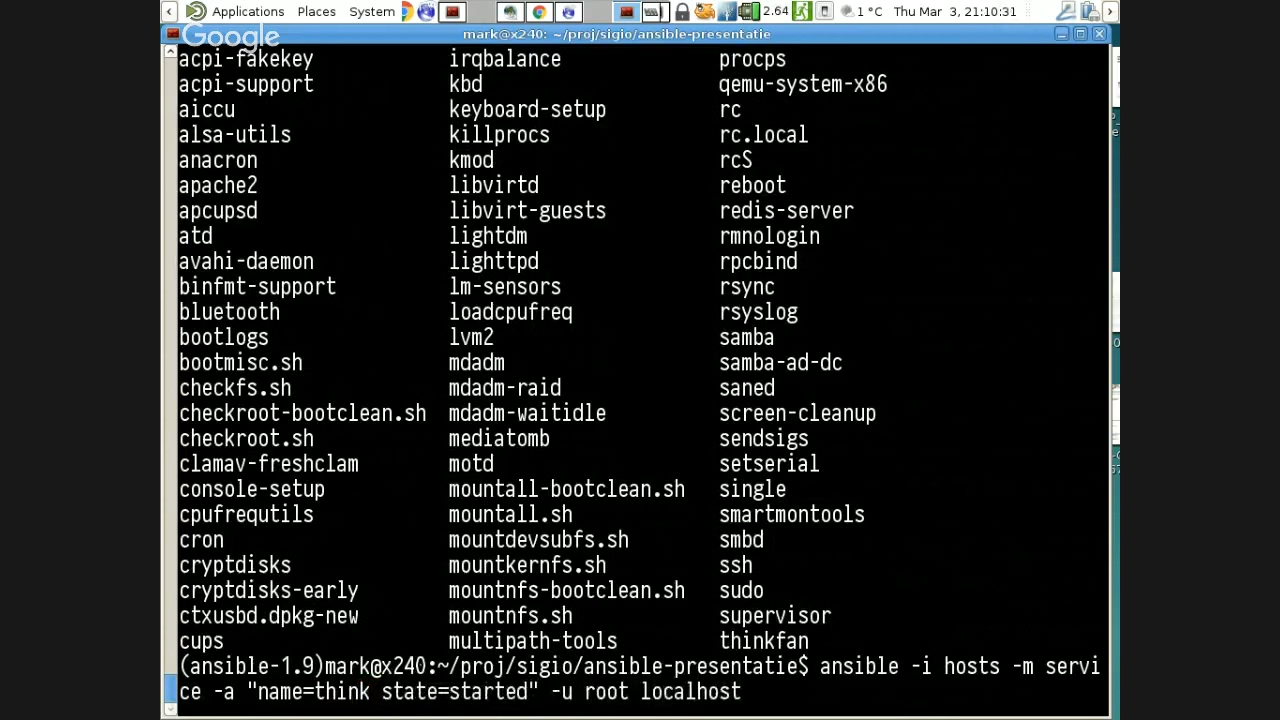 Applications Places System 2.64 1 °C Thu Mar 3, 21:10:31
Google
mark@x240: ~/proj/sigio/ansible-presentatie
acpi-fakekey irqbalance procps
acpi-support kbd qemu-system-x86
aiccu keyboard-setup rc
alsa-utils killprocs rc.local
anacron kmod rcS
apache2 libvirtd reboot
apcupsd libvirt-guests redis-server
atd lightdm rmnologin
avahi-daemon lighttpd rpcbind
binfmt-support lm-sensors rsync
bluetooth loadcpufreq rsyslog
bootlogs lvm2 samba
bootmisc.sh mdadm samba-ad-dc
checkfs.sh mdadm-raid saned
checkroot-bootclean.sh mdadm-waitidle screen-cleanup
checkroot.sh mediatomb sendsigs
clamav-freshclam motd setserial
console-setup mountall-bootclean.sh single
cpufrequtils mountall.sh smartmontools
cron mountdevsubfs.sh smbd
cryptdisks mountkernfs.sh ssh
cryptdisks-early mountnfs-bootclean.sh sudo
ctxusbd.dpkg-new mountnfs.sh supervisor
cups multipath-tools thinkfan
(ansible-1.9)mark@x240:~/proj/sigio/ansible-presentatie$ ansible -i hosts -m servi
ce -a "name=think state=started" -u root localhost